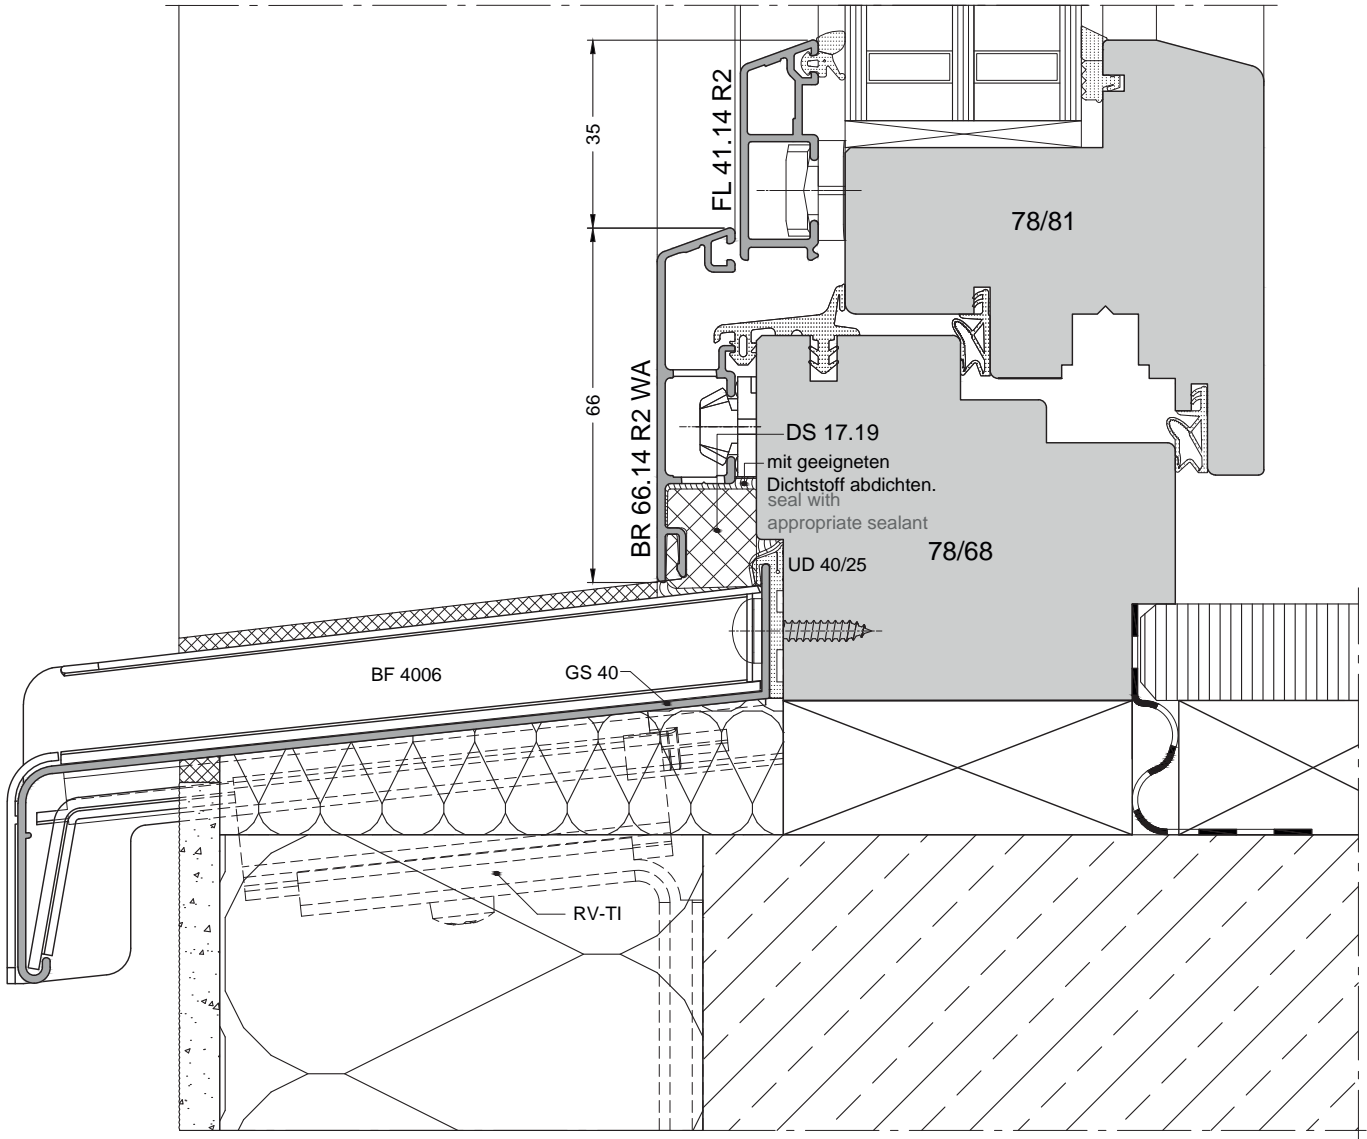 35
FL 41.14 R2
78/81
66
BR 66.14 R2 WA
DS 17.19
mit geeigneten
Dichtstoff abdichten.
seal with
appropriate sealant
78/68
UD 40/25
BF 4006
GS 40
RV-TI